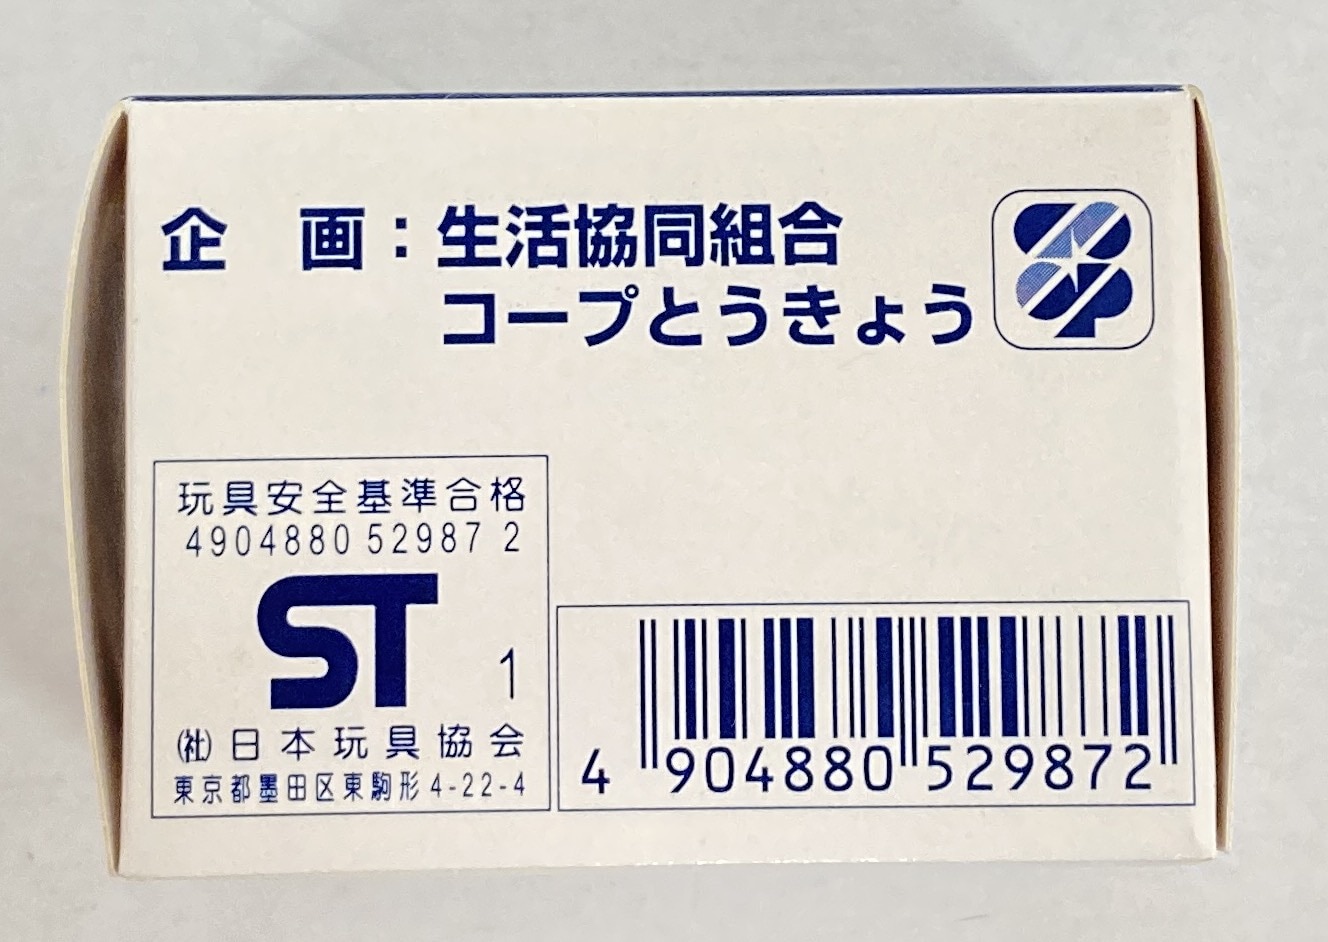 企　画：生活協同組合
コープとうきょう
玩具安全基準合格
4904880 52987 2
ST 1
(社)日本玩具協会
東京都墨田区東駒形4-22-4
4 904880 529872